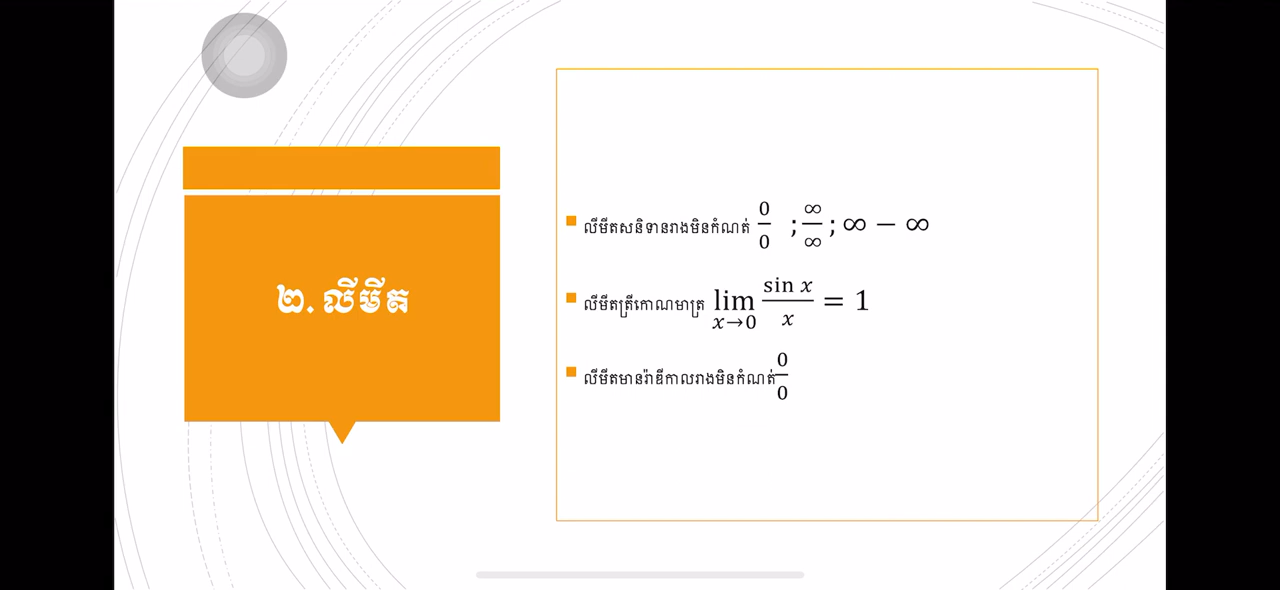 ២. លីមីត
លីមីតសនិទានរាងមិនកំណត់ 0/0 ; ∞/∞ ; ∞ − ∞
លីមីតត្រីកោណមាត្រ lim x→0 sin x / x = 1
លីមីតមានរ៉ាឌីកាលរាងមិនកំណត់ 0/0